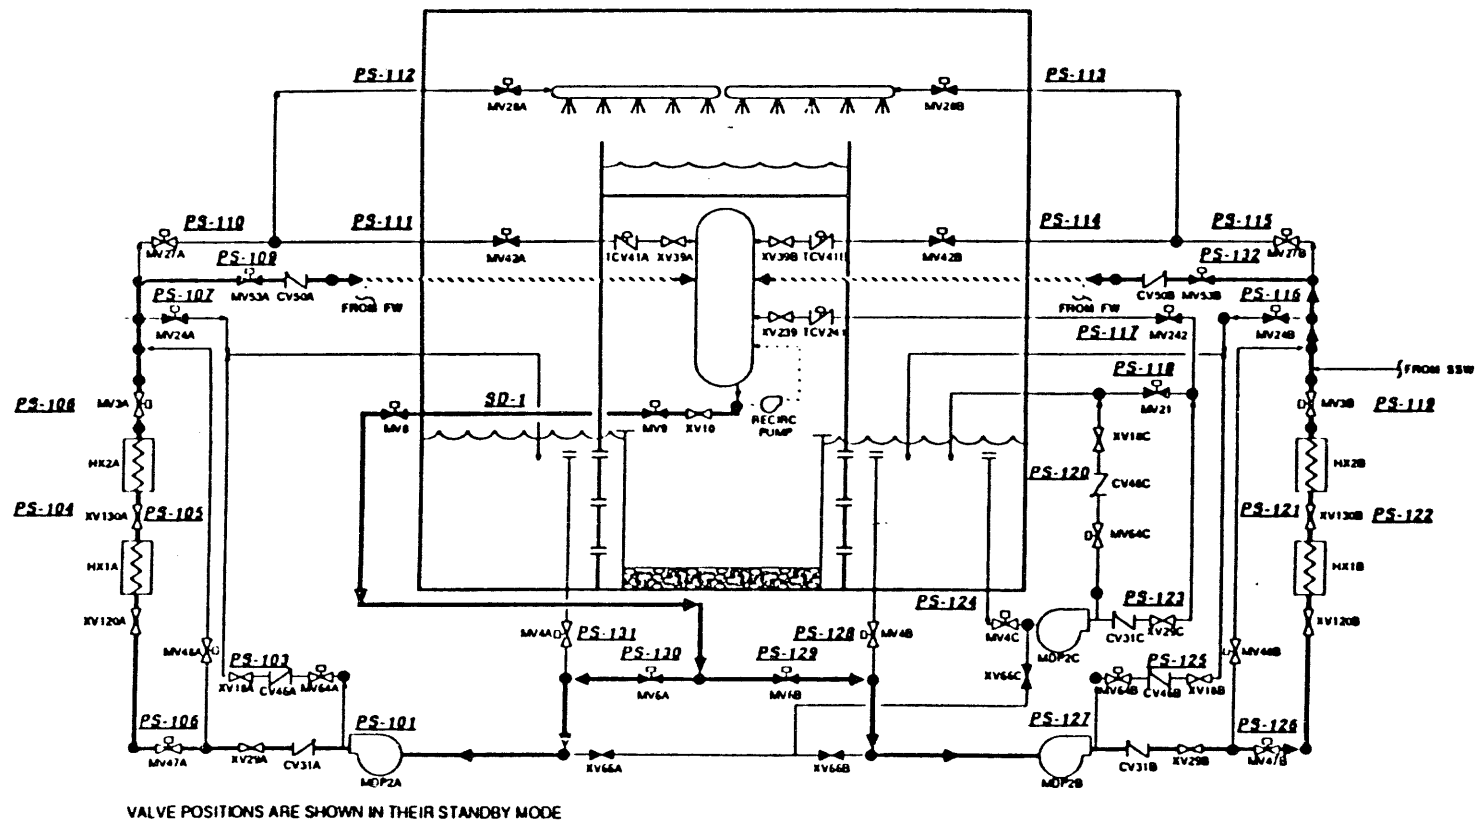 PS-112
PS-113
MV28A
MV28B
PS-110
PS-111
PS-114
PS-115
MV27A
MV42A
TCV41A
XV39A
XV39B
MV42B
MV27B
PS-109
PS-132
MV53A
CV50A
FROM FW
FROM FW
CV50B
MV53B
PS-107
PS-116
MV24A
XV239
TCV241
PS-117
MV242
MV24B
PS-118
FROM SSW
PS-106
MV3A
SD-1
MV8
MV9
XV10
RECIRC
PUMP
MV21
MV3B
PS-119
XV18C
HX2A
PS-120
CV46C
HX2B
PS-104
XV130A
PS-105
PS-121
XV130B
PS-122
MV64C
HX1A
HX1B
PS-124
PS-123
XV120A
MV4A
PS-131
PS-128
MV4B
MV4C
CV31C
XV29C
XV120B
MV48A
PS-103
PS-130
PS-129
MDP2C
PS-125
MV48B
XV18A
CV46A
MV64A
MV6A
MV6B
XV66C
MV64B
CV46B
XV18B
PS-106
PS-101
PS-127
PS-126
MV47A
XV29A
CV31A
MDP2A
XV66A
XV66B
MDP2B
CV31B
XV29B
MV47B
VALVE POSITIONS ARE SHOWN IN THEIR STANDBY MODE